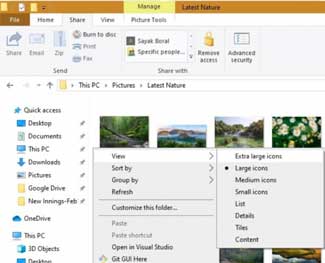 Manage
Latest Nature
File
Home
Share
View
Picture Tools
Share
Email
Zip
Burn to disc
Print
Fax
Send
Sayak Boral
Specific people...
Share with
Remove access
Advanced security
This PC
Pictures
Latest Nature
Quick access
Desktop
Documents
This PC
Downloads
Pictures
Google Drive
New Innings-Feb
OneDrive
This PC
3D Objects
Desktop
View
Sort by
Group by
Refresh
Customize this folder...
Paste
Paste shortcut
Open in Visual Studio
Git GUI Here
Extra large icons
Large icons
Medium icons
Small icons
List
Details
Tiles
Content